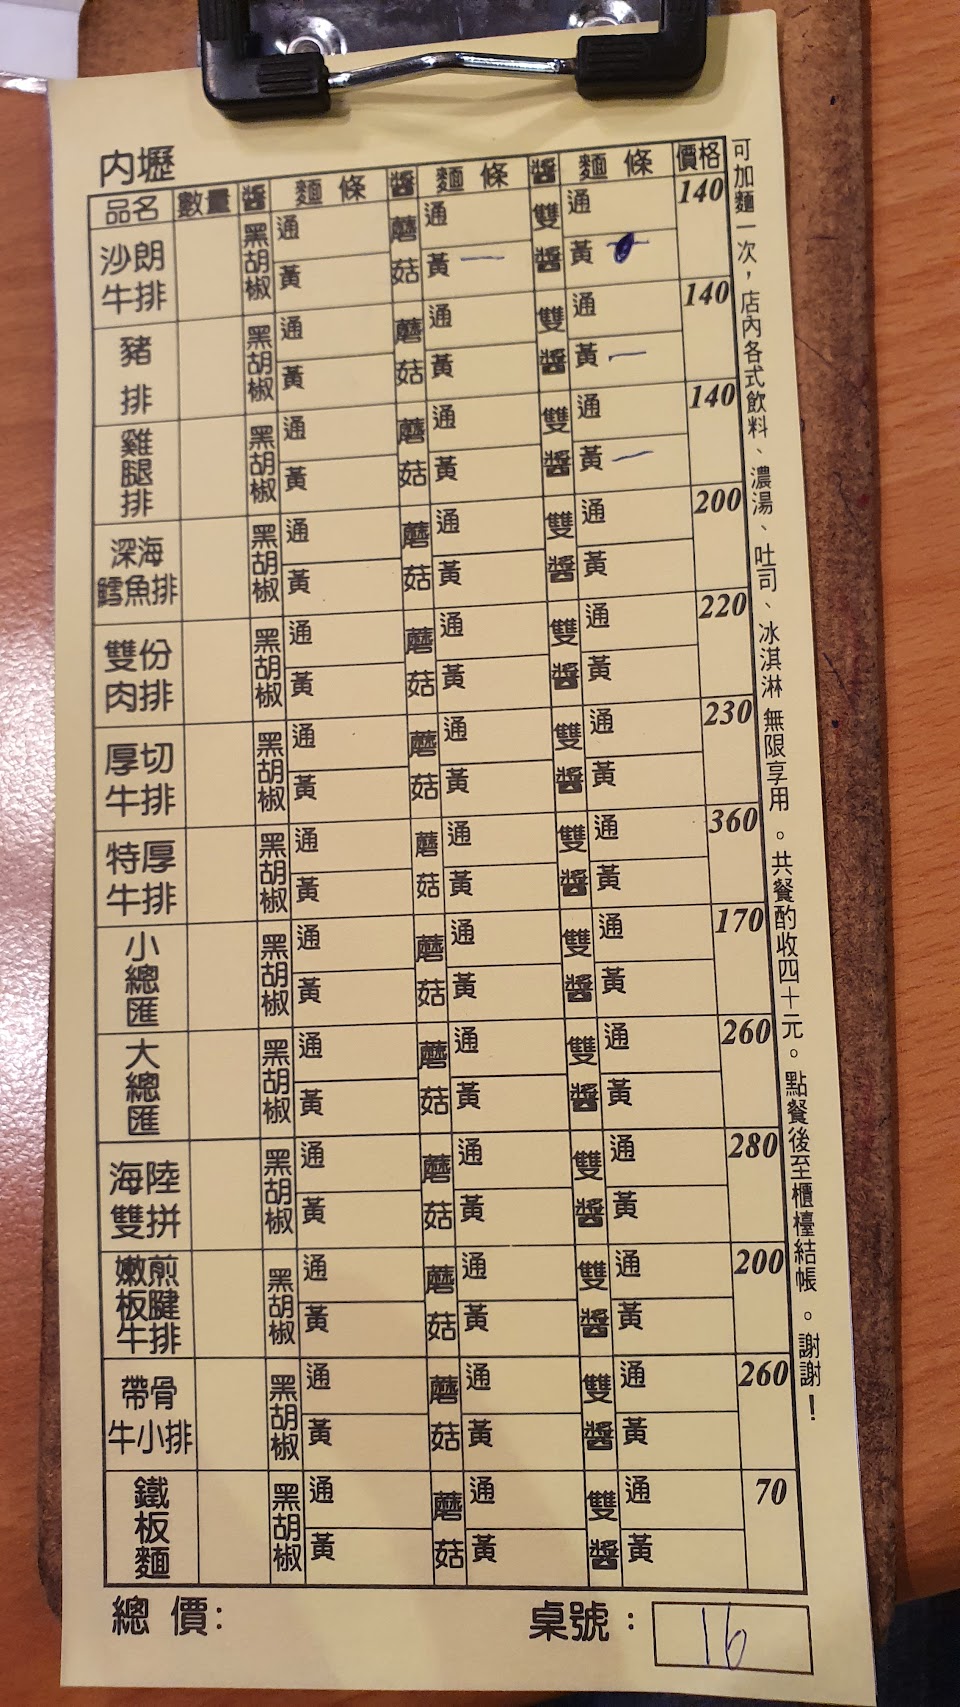 內壢
品名 數量 醬 麵條 醬 麵條 醬 麵條 價格
沙朗牛排 黑胡椒 通 蘑菇 通 雙醬 通 140
黃 黃 一 黃
豬排 黑胡椒 通 蘑菇 通 雙醬 通 140
黃 黃 黃 一
雞腿排 黑胡椒 通 蘑菇 通 雙醬 通 140
黃 黃 黃 一
深海鱈魚排 黑胡椒 通 蘑菇 通 雙醬 通 200
黃 黃 黃
雙份肉排 黑胡椒 通 蘑菇 通 雙醬 通 220
黃 黃 黃
厚切牛排 黑胡椒 通 蘑菇 通 雙醬 通 230
黃 黃 黃
特厚牛排 黑胡椒 通 蘑菇 通 雙醬 通 360
黃 黃 黃
小總匯 黑胡椒 通 蘑菇 通 雙醬 通 170
黃 黃 黃
大總匯 黑胡椒 通 蘑菇 通 雙醬 通 260
黃 黃 黃
海陸雙拼 黑胡椒 通 蘑菇 通 雙醬 通 280
黃 黃 黃
嫩煎板腱牛排 黑胡椒 通 蘑菇 通 雙醬 通 200
黃 黃 黃
帶骨牛小排 黑胡椒 通 蘑菇 通 雙醬 通 260
黃 黃 黃
鐵板麵 黑胡椒 通 蘑菇 通 雙醬 通 70
黃 黃 黃
總價: 桌號: 16
可加麵一次，店內各式飲料、濃湯、吐司、冰淇淋 無限享用。共餐酌收四十元。點餐後至櫃檯結帳。謝謝！